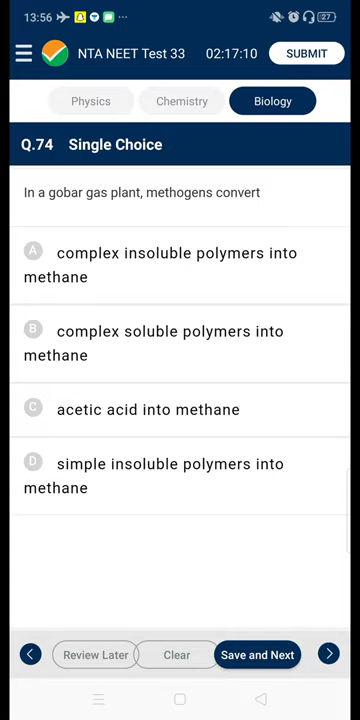 13:56 27
NTA NEET Test 33 02:17:10 SUBMIT
Physics Chemistry Biology
Q.74 Single Choice
In a gobar gas plant, methogens convert
A complex insoluble polymers into
methane
B complex soluble polymers into
methane
C acetic acid into methane
D simple insoluble polymers into
methane
Review Later Clear Save and Next